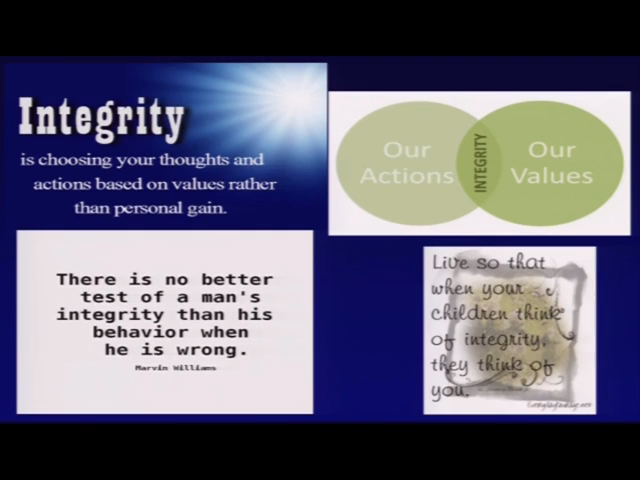 Integrity
is choosing your thoughts and
actions based on values rather
than personal gain.
Our
Actions
INTEGRITY
Our
Values
There is no better
test of a man's
integrity than his
behavior when
he is wrong.
Marvin Williams
Live so that
when your
children think
of integrity,
they think of
you.